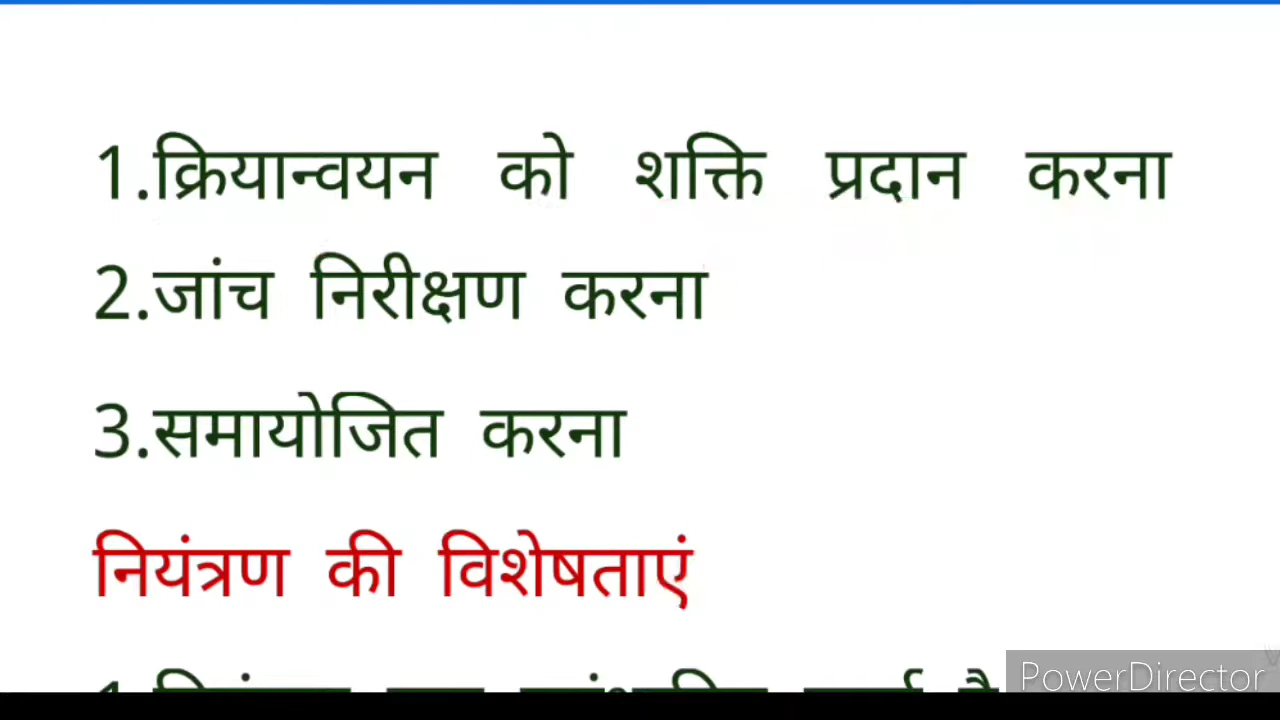 1.क्रियान्वयन को शक्ति प्रदान करना
2.जांच निरीक्षण करना
3.समायोजित करना
नियंत्रण की विशेषताएं
PowerDirector